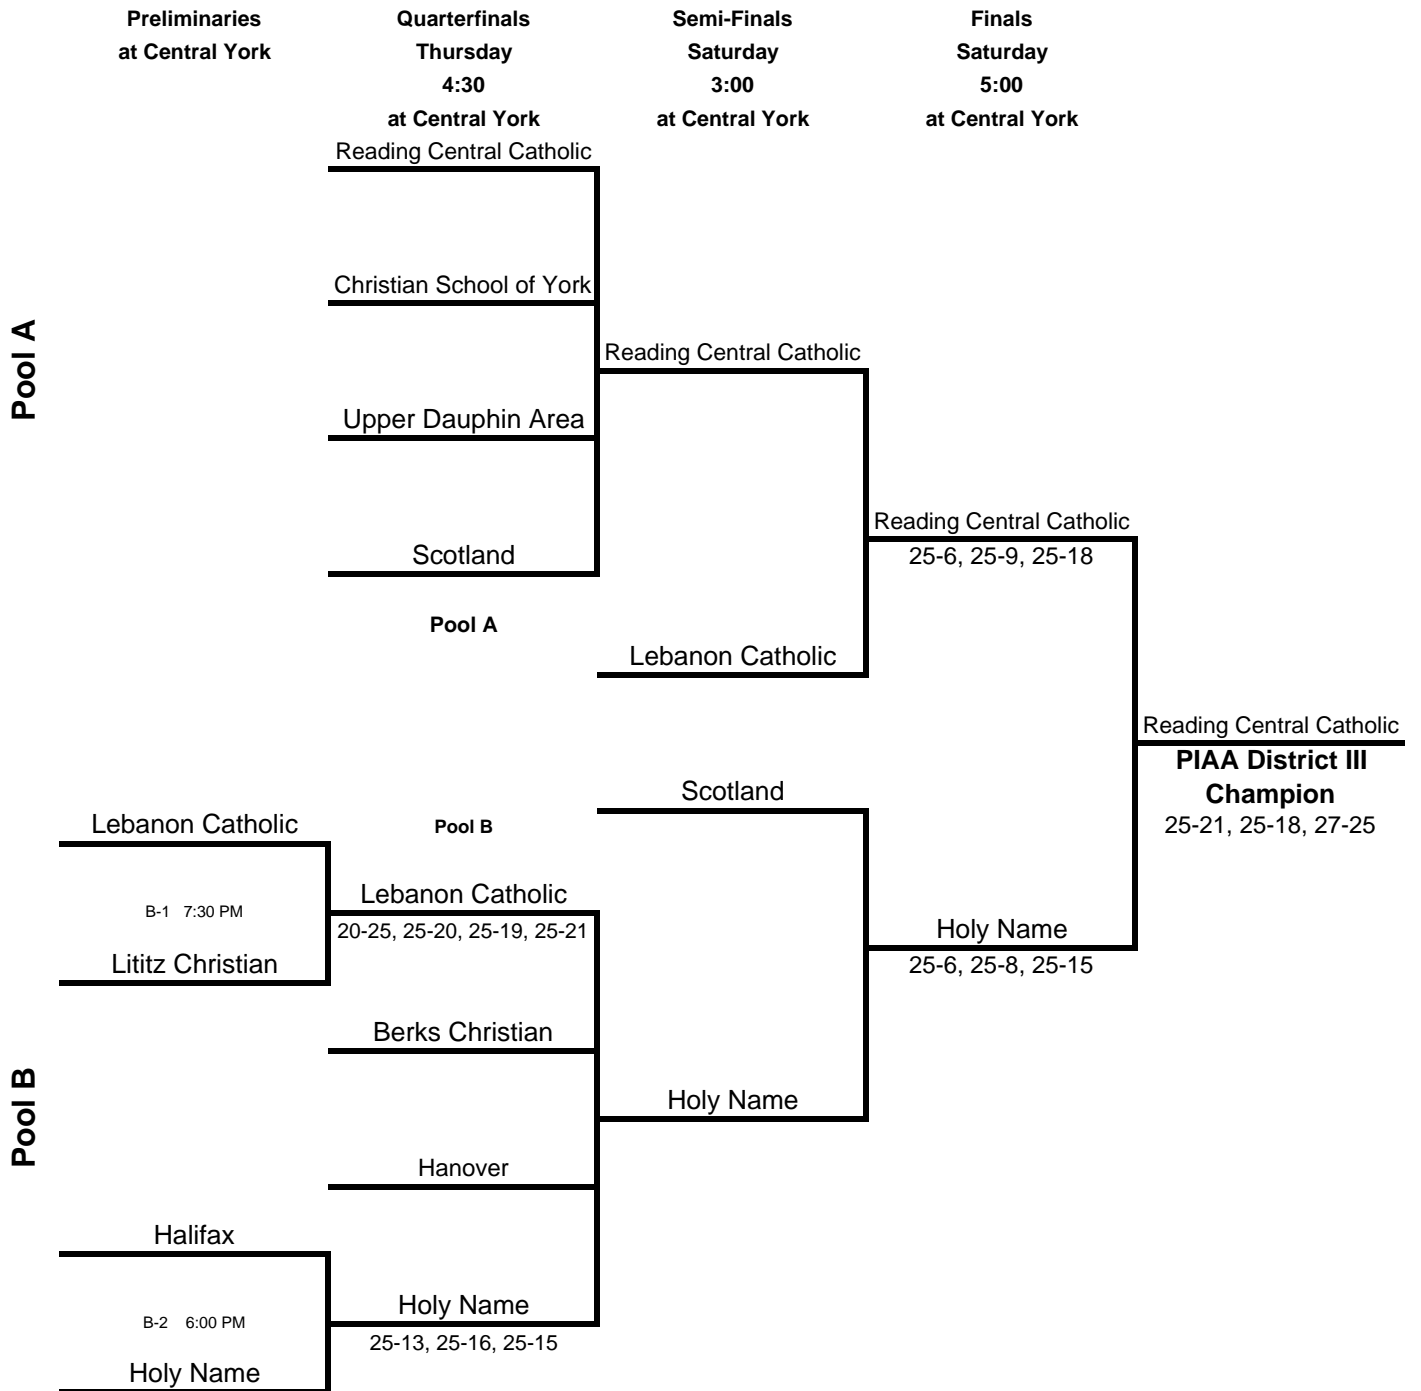 Preliminaries
at Central York
Quarterfinals
Thursday
4:30
at Central York
Semi-Finals
Saturday
3:00
at Central York
Finals
Saturday
5:00
at Central York
Pool A
Reading Central Catholic
Christian School of York
Upper Dauphin Area
Scotland
Pool A
Reading Central Catholic
Lebanon Catholic
Reading Central Catholic
25-6, 25-9, 25-18
Reading Central Catholic
PIAA District III
Champion
25-21, 25-18, 27-25
Pool B
Lebanon Catholic
B-1 7:30 PM
Lititz Christian
Halifax
B-2 6:00 PM
Holy Name
Pool B
Lebanon Catholic
20-25, 25-20, 25-19, 25-21
Berks Christian
Hanover
Holy Name
25-13, 25-16, 25-15
Scotland
Holy Name
Holy Name
25-6, 25-8, 25-15